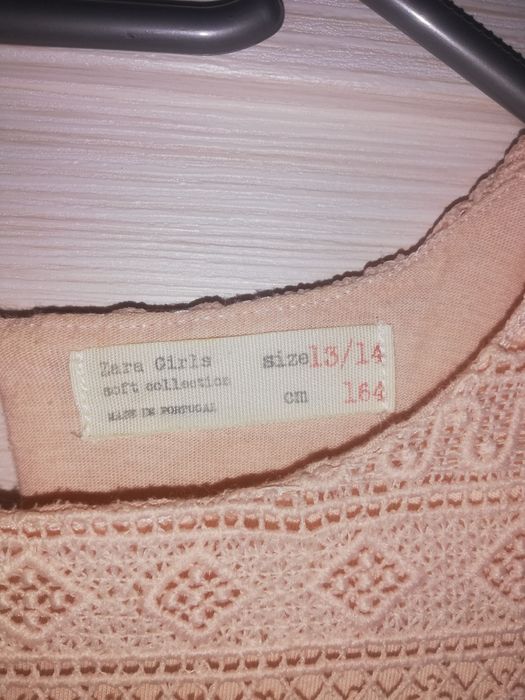 Zara Girls size 13/14
soft collection
MADE IN PORTUGAL cm 164